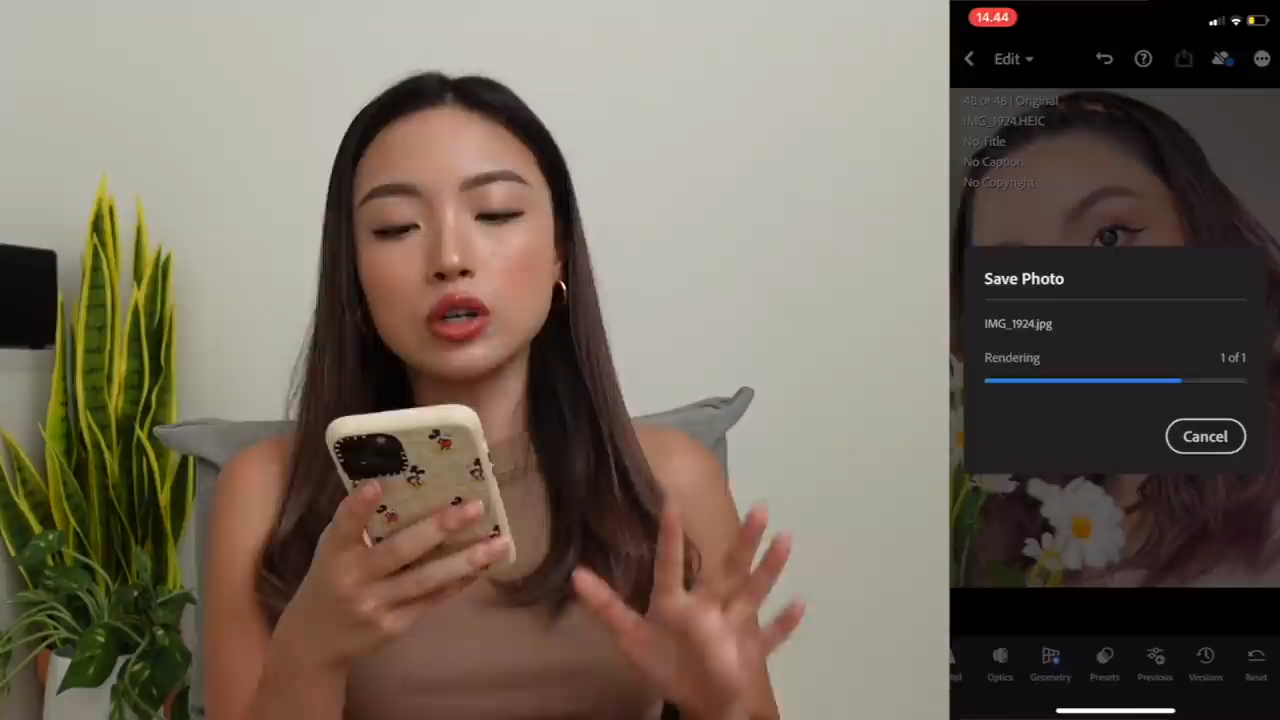 14.44
Edit
48 of 48 | Original
IMG_1924.HEIC
No Title
No Caption
No Copyright
Save Photo
IMG_1924.jpg
Rendering 1 of 1
Cancel
Optics Geometry Presets Previous Versions Reset